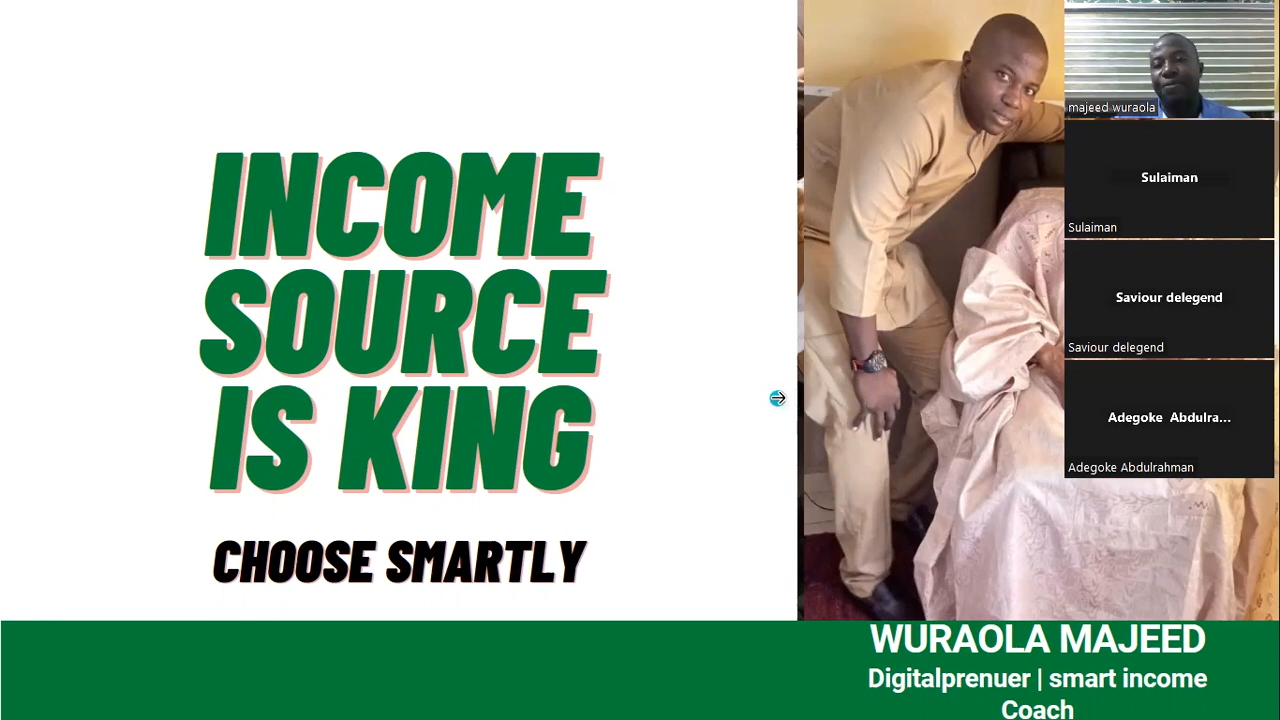 INCOME
SOURCE
IS KING
CHOOSE SMARTLY
majeed wuraola
Sulaiman
Sulaiman
Saviour delegend
Saviour delegend
Adegoke Abdulra...
Adegoke Abdulrahman
WURAOLA MAJEED
Digitalprenuer | smart income
Coach